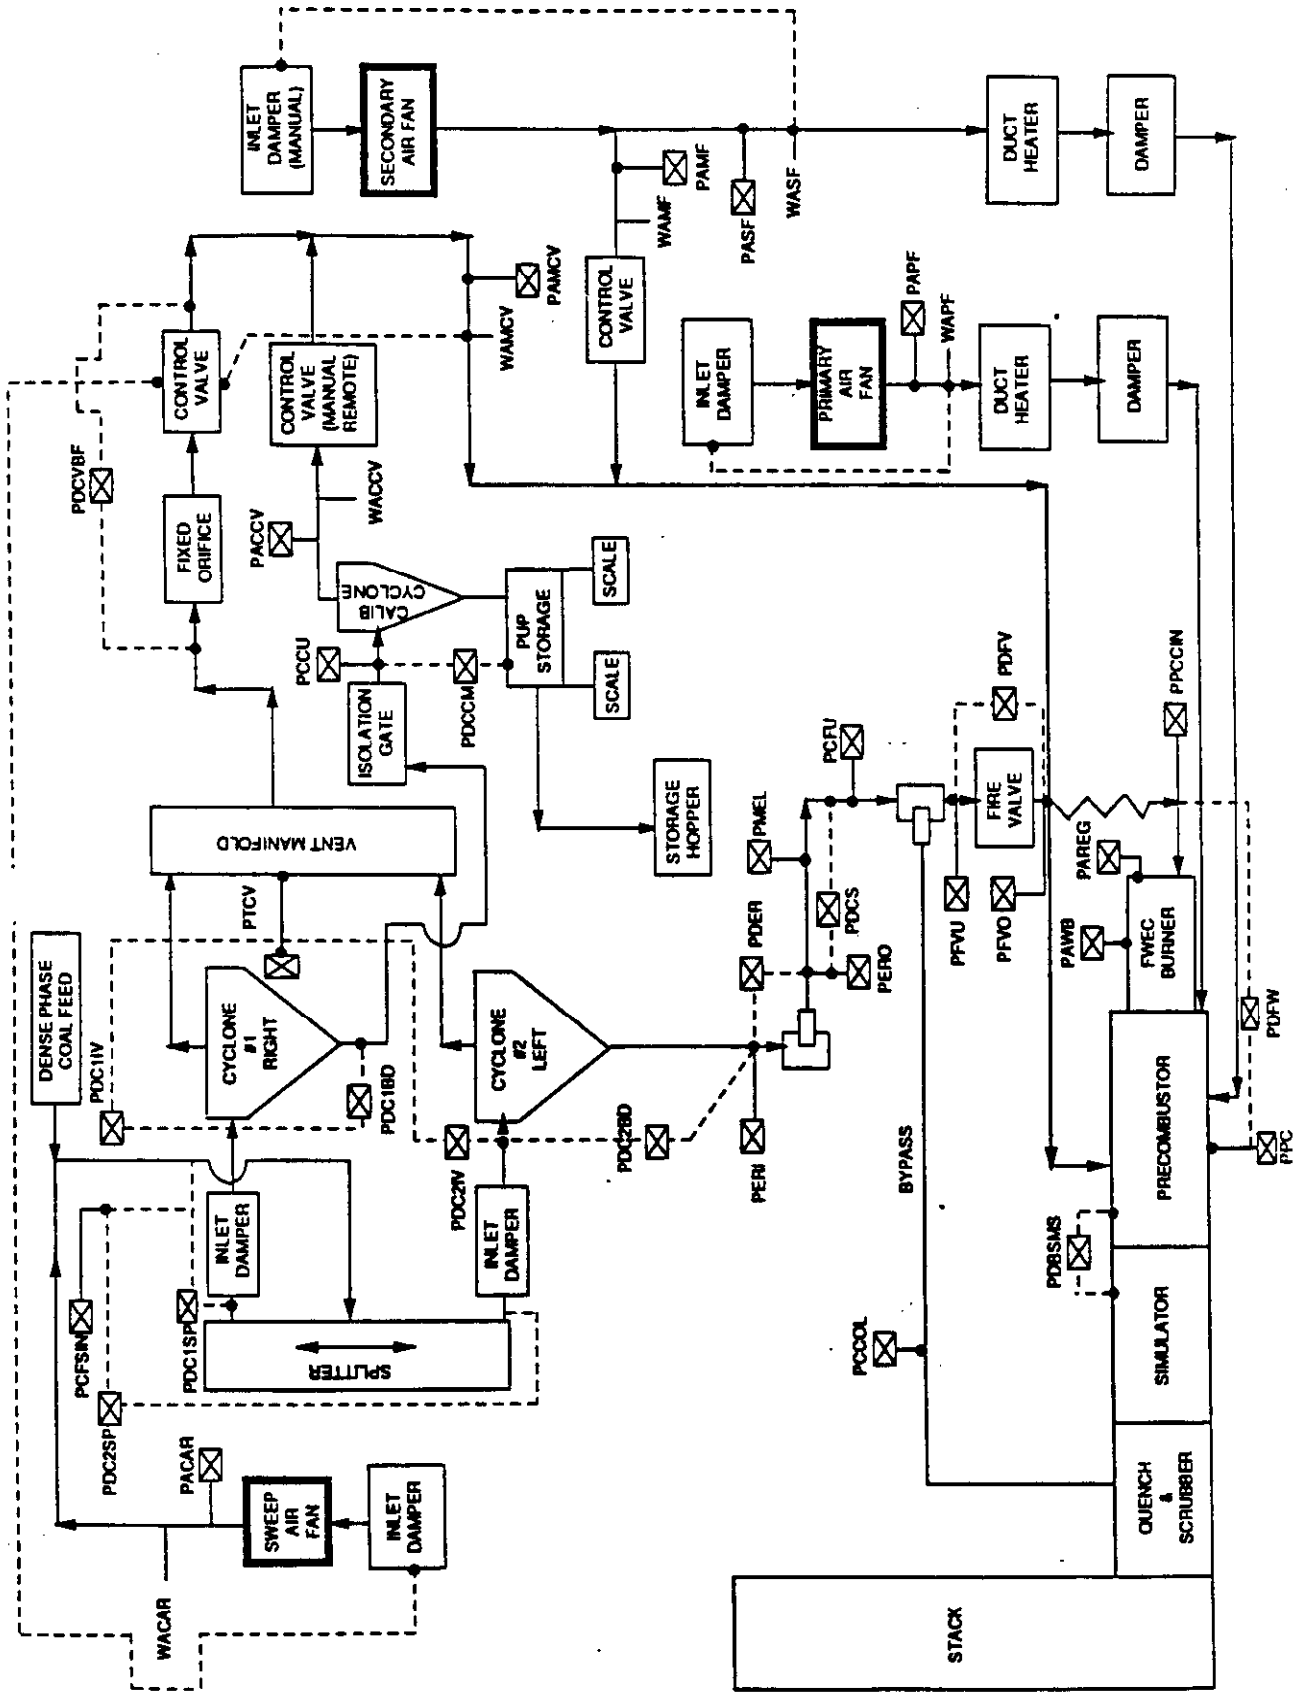 INLET
DAMPER
(MANUAL)
SECONDARY
AIR FAN
PAMF
WAMF
PASF
WASF
DUCT
HEATER
DAMPER
PDCVBF
CONTROL
VALVE
FIXED
ORIFICE
CONTROL
VALVE
(MANUAL
REMOTE)
WAMCV
PAMCV
CONTROL
VALVE
INLET
DAMPER
PRIMARY
AIR
FAN
PAPF
WAPF
DUCT
HEATER
DAMPER
PACCV
WACCV
CALIB
CYCLONE
PCCU
PDCCM
ISOLATION
GATE
PUP
STORAGE
SCALE
SCALE
STORAGE
HOPPER
VENT MANIFOLD
PTCV
DENSE PHASE
COAL FEED
PDC1IV
CYCLONE
#1
RIGHT
PDC1BD
CYCLONE
#2
LEFT
PDC2IV
PDC2BD
PERI
PDER
PMEL
PDCS
PERO
PCFU
PFVU
PFVO
FIRE
VALVE
PDFV
PPCCIN
PAREG
PAWB
FWEC
BURNER
PDFW
PPC
PRECOMBUSTOR
PDBSMS
SIMULATOR
BYPASS
PCCOL
QUENCH
&
SCRUBBER
STACK
INLET
DAMPER
INLET
DAMPER
PCFSIN
PDC1SP
PDC2SP
SPLITTER
PACAR
WACAR
SWEEP
AIR
FAN
INLET
DAMPER